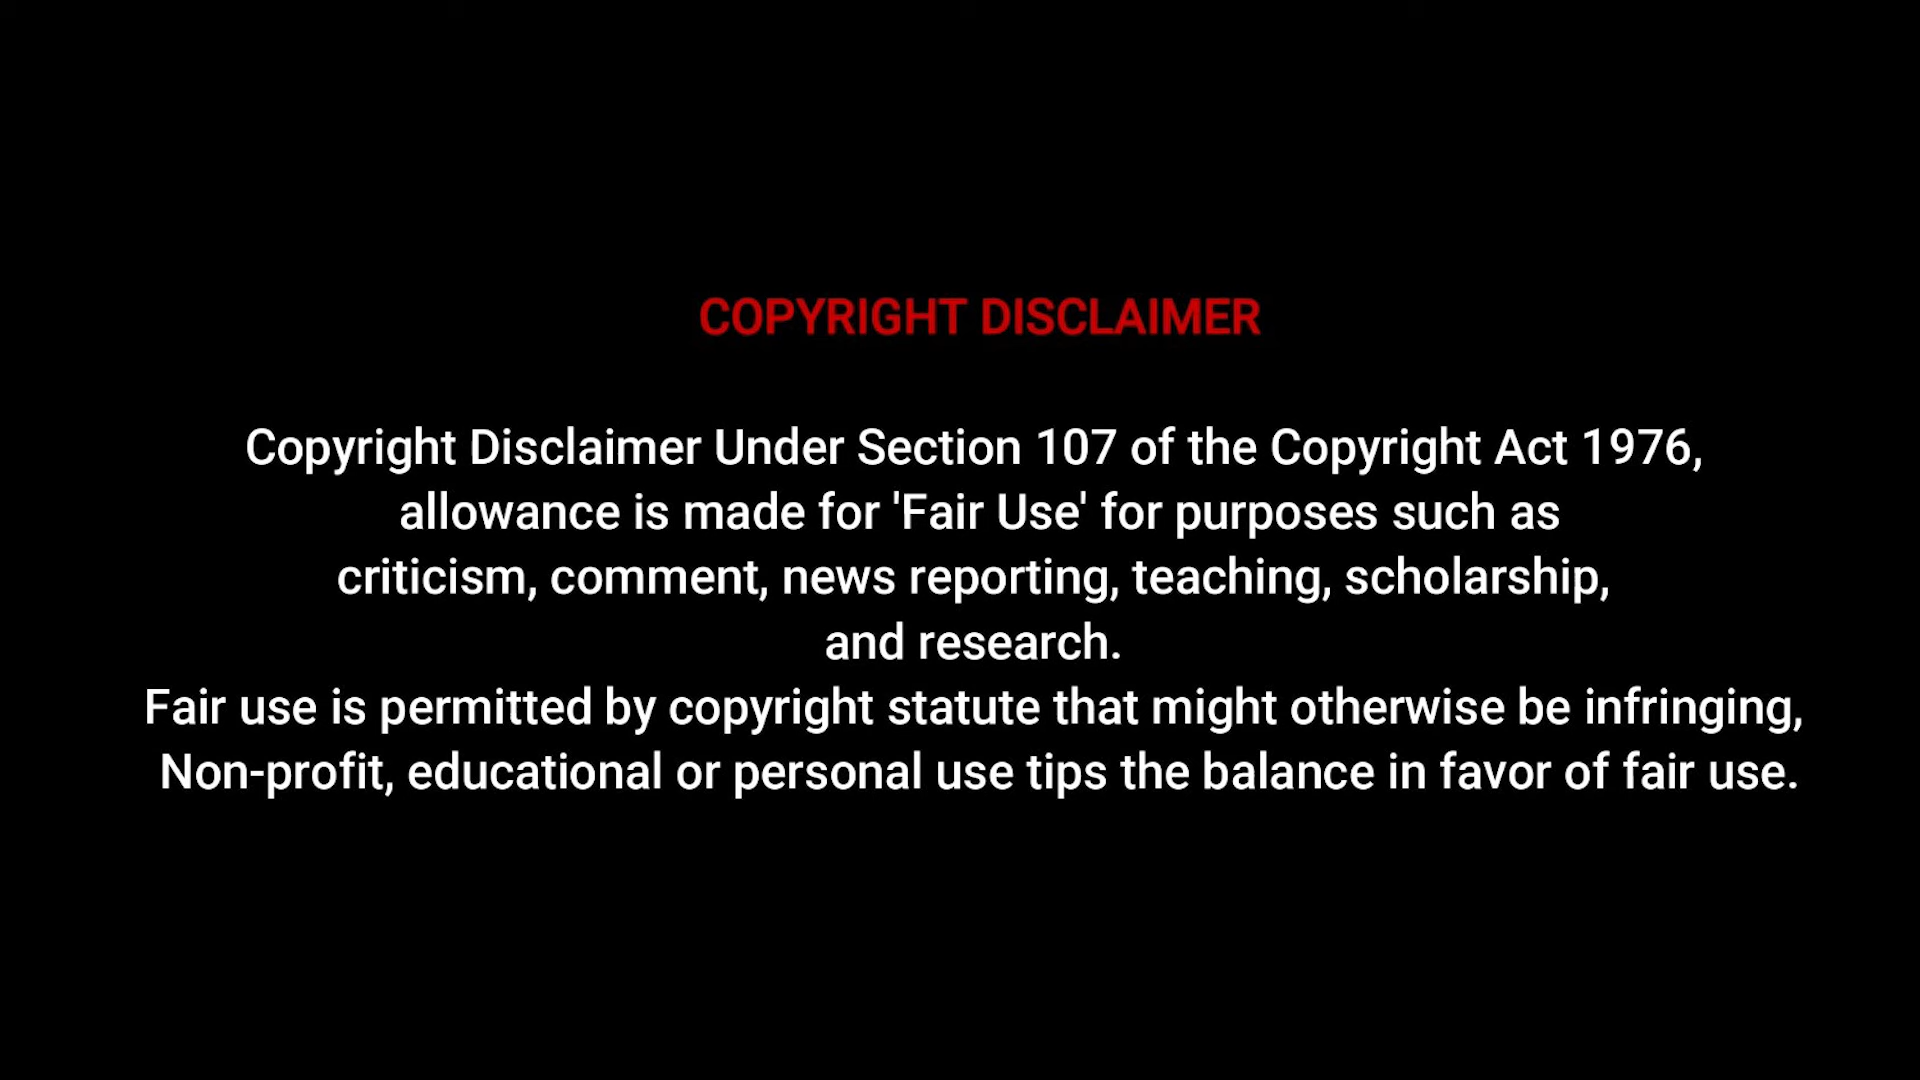 COPYRIGHT DISCLAIMER
Copyright Disclaimer Under Section 107 of the Copyright Act 1976,
allowance is made for 'Fair Use' for purposes such as
criticism, comment, news reporting, teaching, scholarship,
and research.
Fair use is permitted by copyright statute that might otherwise be infringing,
Non-profit, educational or personal use tips the balance in favor of fair use.